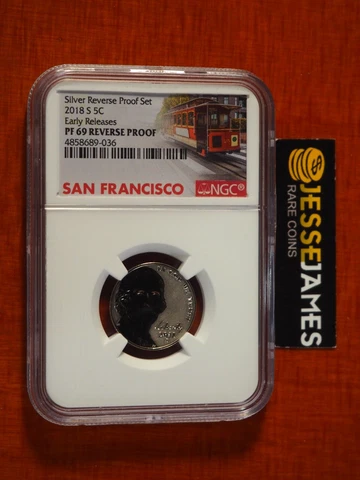 Silver Reverse Proof Set
2018 S 5C
Early Releases
PF 69 REVERSE PROOF
4858689-036
SAN FRANCISCO
NGC®
JESSE JAMES
RARE COINS